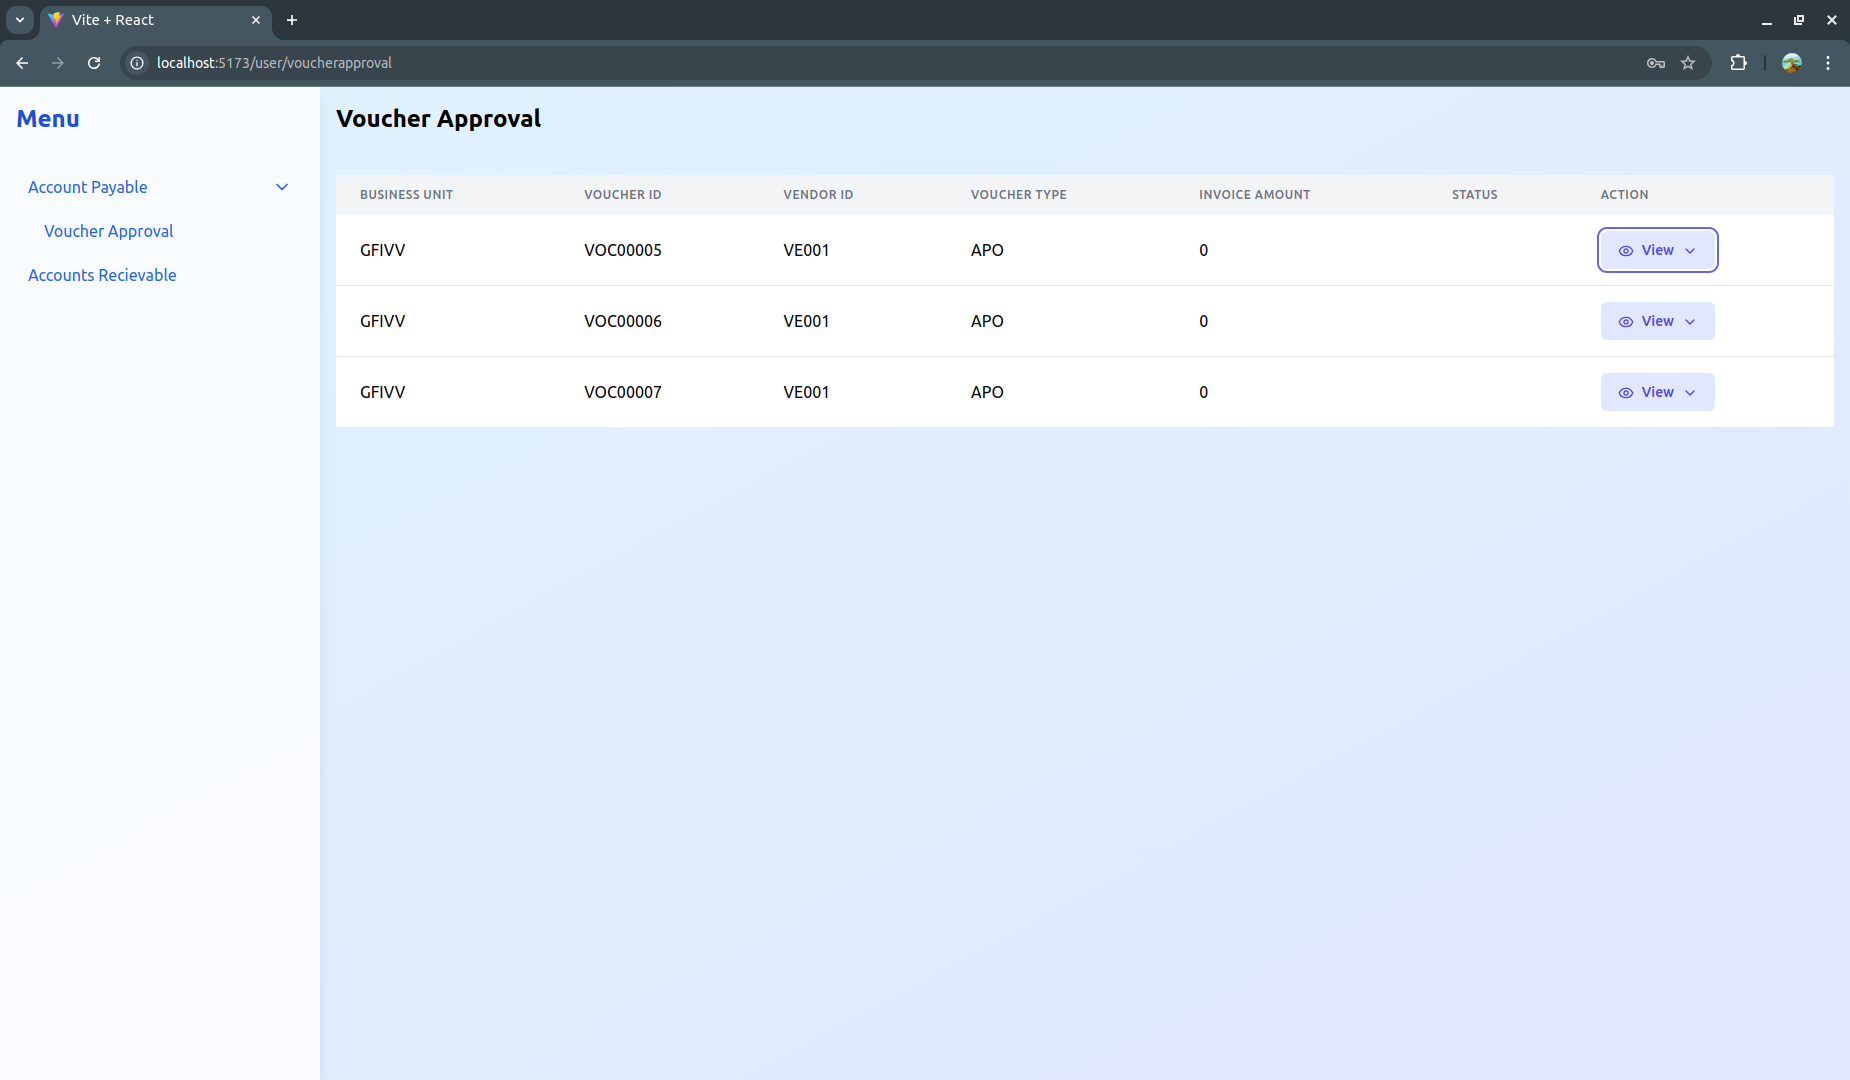 Vite + React
localhost:5173/user/voucherapproval
Menu
Account Payable
Voucher Approval
Accounts Recievable
Voucher Approval
BUSINESS UNIT VOUCHER ID VENDOR ID VOUCHER TYPE INVOICE AMOUNT STATUS ACTION
GFIVV VOC00005 VE001 APO 0 View
GFIVV VOC00006 VE001 APO 0 View
GFIVV VOC00007 VE001 APO 0 View